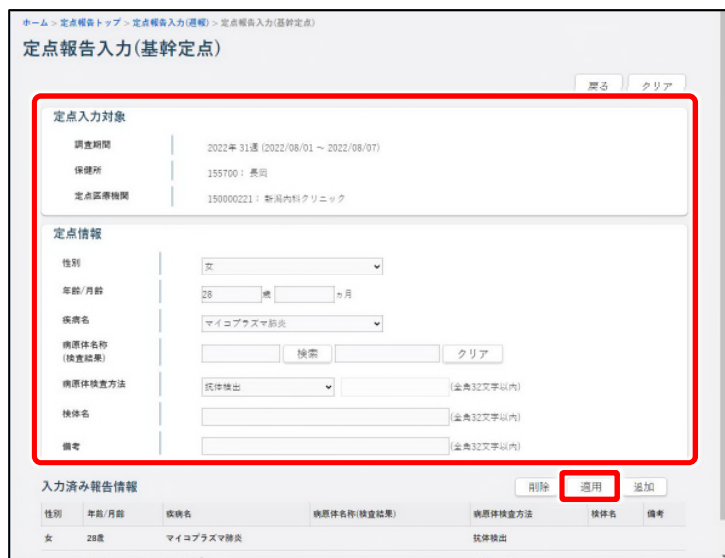 ホーム > 定点報告トップ > 定点報告入力(週報) > 定点報告入力(基幹定点)
定点報告入力(基幹定点)
戻る クリア
定点入力対象
調査期間 2022年 31週 (2022/08/01 ～ 2022/08/07)
保健所 155700： 長岡
定点医療機関 150000221： 新潟内科クリニック
定点情報
性別 女
年齢/月齢 28 歳 ヵ月
疾病名 マイコプラズマ肺炎
病原体名称
(検査結果) 検索 クリア
病原体検査方法 抗体検出 (全角32文字以内)
検体名 (全角32文字以内)
備考 (全角32文字以内)
入力済み報告情報 削除 適用 追加
性別 年齢/月齢 疾病名 病原体名称(検査結果) 病原体検査方法 検体名 備考
女 28歳 マイコプラズマ肺炎 抗体検出